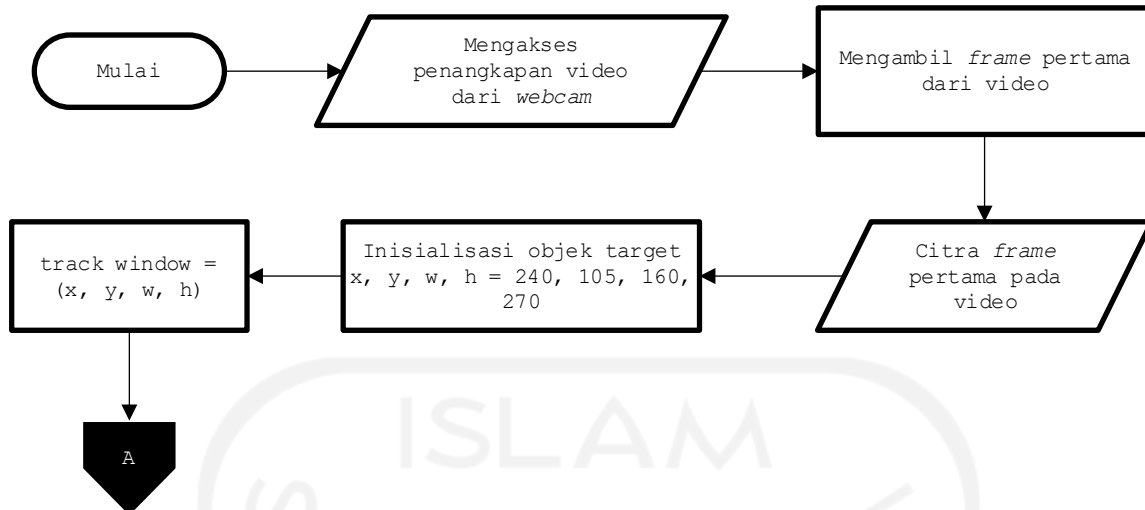 Mulai
Mengakses
penangkapan video
dari webcam
Mengambil frame pertama
dari video
Citra frame
pertama pada
video
Inisialisasi objek target
x, y, w, h = 240, 105, 160,
270
track window =
(x, y, w, h)
A
ISLAM